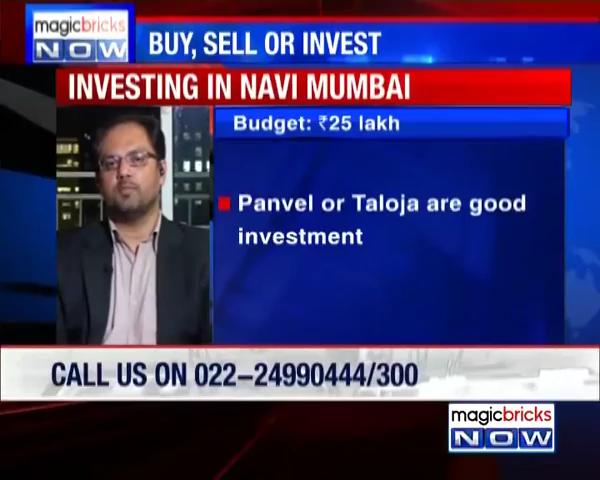 magicbricks
NOW
BUY, SELL OR INVEST
INVESTING IN NAVI MUMBAI
Budget: ₹25 lakh
Panvel or Taloja are good
investment
CALL US ON 022–24990444/300
magicbricks
NOW